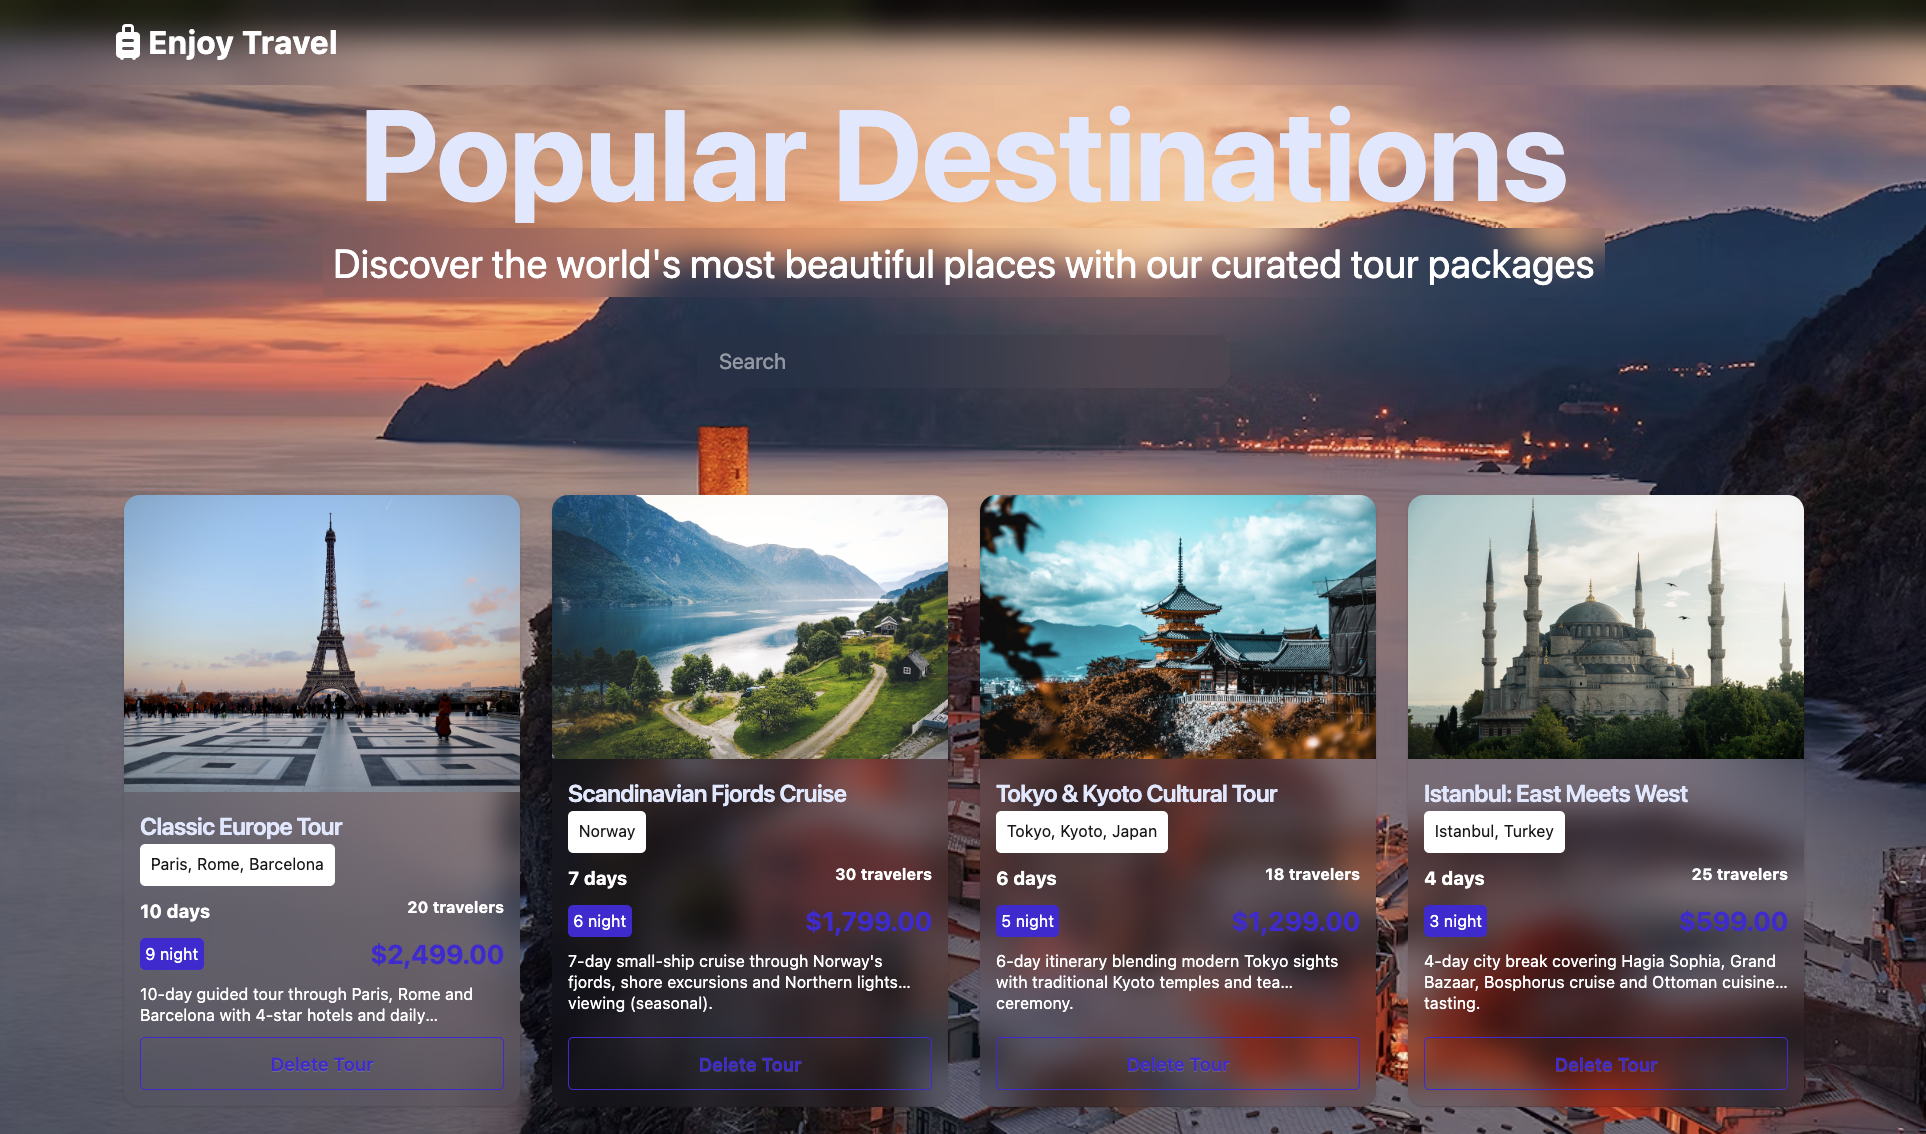 Enjoy Travel
Popular Destinations
Discover the world's most beautiful places with our curated tour packages
Search
Classic Europe Tour
Paris, Rome, Barcelona
10 days
20 travelers
9 night
$2,499.00
10-day guided tour through Paris, Rome and
Barcelona with 4-star hotels and daily...
Delete Tour
Scandinavian Fjords Cruise
Norway
7 days
30 travelers
6 night
$1,799.00
7-day small-ship cruise through Norway's
fjords, shore excursions and Northern lights...
viewing (seasonal).
Delete Tour
Tokyo & Kyoto Cultural Tour
Tokyo, Kyoto, Japan
6 days
18 travelers
5 night
$1,299.00
6-day itinerary blending modern Tokyo sights
with traditional Kyoto temples and tea...
ceremony.
Delete Tour
Istanbul: East Meets West
Istanbul, Turkey
4 days
25 travelers
3 night
$599.00
4-day city break covering Hagia Sophia, Grand
Bazaar, Bosphorus cruise and Ottoman cuisine...
tasting.
Delete Tour